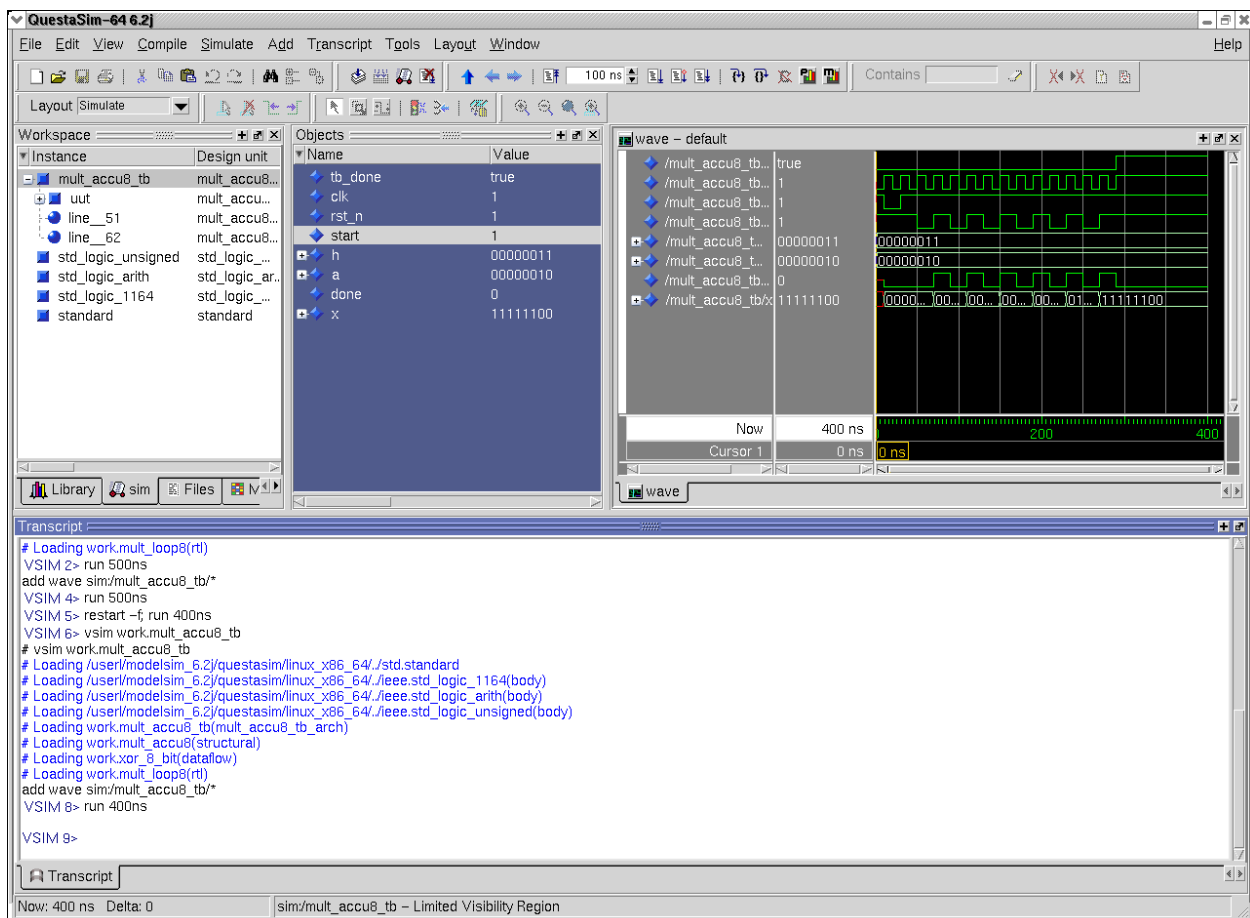 QuestaSim-64 6.2j
File Edit View Compile Simulate Add Transcript Tools Layout Window Help
100 ns Contains
Layout Simulate
Workspace
Instance Design unit
mult_accu8_tb mult_accu8...
uut mult_accu...
line__51 mult_accu8...
line__62 mult_accu8...
std_logic_unsigned std_logic_...
std_logic_arith std_logic_ar...
std_logic_1164 std_logic_...
standard standard
Library sim Files M
Objects
Name Value
tb_done true
clk 1
rst_n 1
start 1
h 00000011
a 00000010
done 0
x 11111100
wave - default
/mult_accu8_tb... true
/mult_accu8_tb... 1
/mult_accu8_tb... 1
/mult_accu8_tb... 1
/mult_accu8_t... 00000011 00000011
/mult_accu8_t... 00000010 00000010
/mult_accu8_tb... 0
/mult_accu8_tb/x 11111100 0000... 00... 00... 00... 00... 01... 11111100
Now 400 ns 200 400
Cursor 1 0 ns 0 ns
wave
Transcript
# Loading work.mult_loop8(rtl)
VSIM 2> run 500ns
add wave sim:/mult_accu8_tb/*
VSIM 4> run 500ns
VSIM 5> restart -f; run 400ns
VSIM 6> vsim work.mult_accu8_tb
# vsim work.mult_accu8_tb
# Loading /userl/modelsim_6.2j/questasim/linux_x86_64/../std.standard
# Loading /userl/modelsim_6.2j/questasim/linux_x86_64/../ieee.std_logic_1164(body)
# Loading /userl/modelsim_6.2j/questasim/linux_x86_64/../ieee.std_logic_arith(body)
# Loading /userl/modelsim_6.2j/questasim/linux_x86_64/../ieee.std_logic_unsigned(body)
# Loading work.mult_accu8_tb(mult_accu8_tb_arch)
# Loading work.mult_accu8(structural)
# Loading work.xor_8_bit(dataflow)
# Loading work.mult_loop8(rtl)
add wave sim:/mult_accu8_tb/*
VSIM 8> run 400ns
VSIM 9>
Transcript
Now: 400 ns Delta: 0 sim:/mult_accu8_tb - Limited Visibility Region